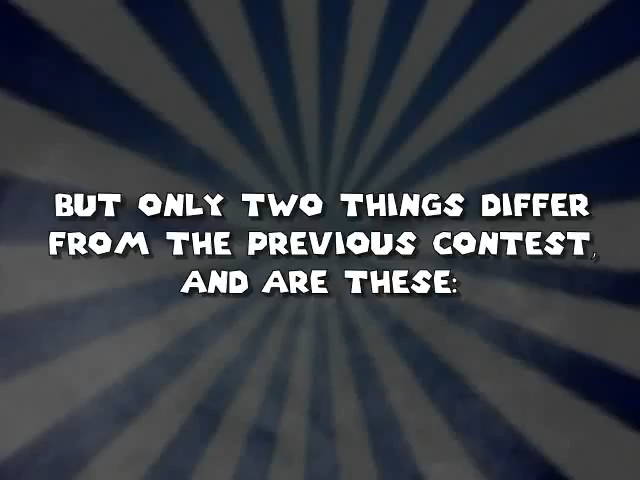 BUT ONLY TWO THINGS DIFFER
FROM THE PREVIOUS CONTEST,
AND ARE THESE: